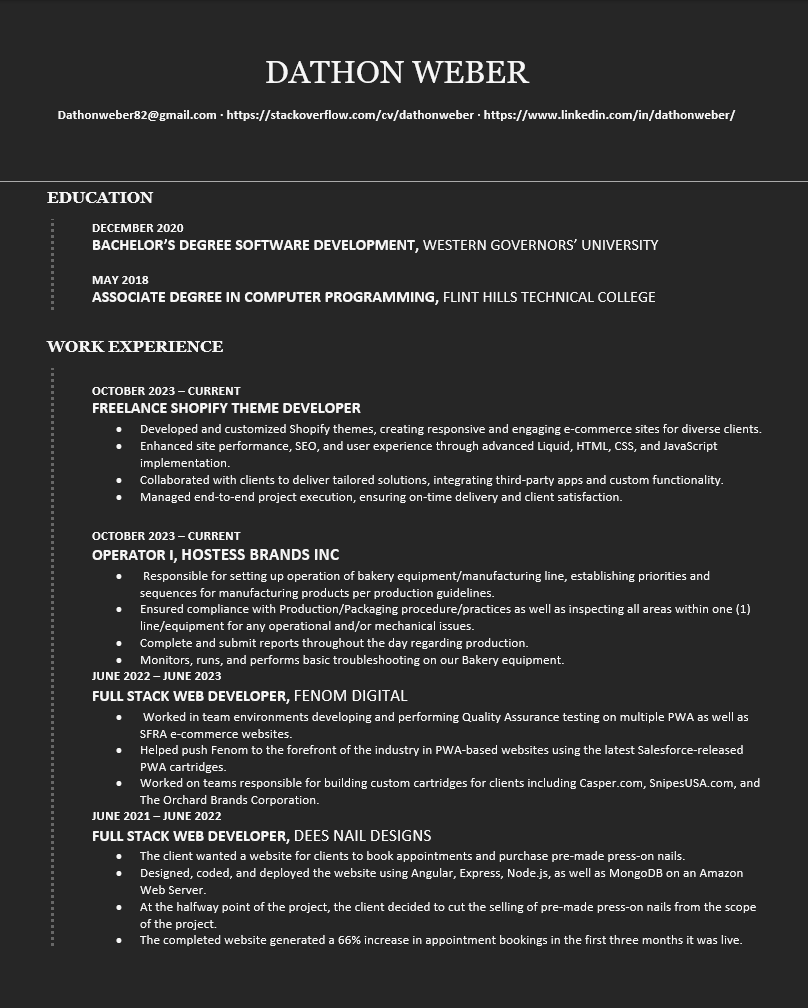 DATHON WEBER
Dathonweber82@gmail.com · https://stackoverflow.com/cv/dathonweber · https://www.linkedin.com/in/dathonweber/
EDUCATION
DECEMBER 2020
BACHELOR’S DEGREE SOFTWARE DEVELOPMENT, WESTERN GOVERNORS’ UNIVERSITY
MAY 2018
ASSOCIATE DEGREE IN COMPUTER PROGRAMMING, FLINT HILLS TECHNICAL COLLEGE
WORK EXPERIENCE
OCTOBER 2023 – CURRENT
FREELANCE SHOPIFY THEME DEVELOPER
● Developed and customized Shopify themes, creating responsive and engaging e-commerce sites for diverse clients.
● Enhanced site performance, SEO, and user experience through advanced Liquid, HTML, CSS, and JavaScript
implementation.
● Collaborated with clients to deliver tailored solutions, integrating third-party apps and custom functionality.
● Managed end-to-end project execution, ensuring on-time delivery and client satisfaction.
OCTOBER 2023 – CURRENT
OPERATOR I, HOSTESS BRANDS INC
● Responsible for setting up operation of bakery equipment/manufacturing line, establishing priorities and
sequences for manufacturing products per production guidelines.
● Ensured compliance with Production/Packaging procedure/practices as well as inspecting all areas within one (1)
line/equipment for any operational and/or mechanical issues.
● Complete and submit reports throughout the day regarding production.
● Monitors, runs, and performs basic troubleshooting on our Bakery equipment.
JUNE 2022 – JUNE 2023
FULL STACK WEB DEVELOPER, FENOM DIGITAL
● Worked in team environments developing and performing Quality Assurance testing on multiple PWA as well as
SFRA e-commerce websites.
● Helped push Fenom to the forefront of the industry in PWA-based websites using the latest Salesforce-released
PWA cartridges.
● Worked on teams responsible for building custom cartridges for clients including Casper.com, SnipesUSA.com, and
The Orchard Brands Corporation.
JUNE 2021 – JUNE 2022
FULL STACK WEB DEVELOPER, DEES NAIL DESIGNS
● The client wanted a website for clients to book appointments and purchase pre-made press-on nails.
● Designed, coded, and deployed the website using Angular, Express, Node.js, as well as MongoDB on an Amazon
Web Server.
● At the halfway point of the project, the client decided to cut the selling of pre-made press-on nails from the scope
of the project.
● The completed website generated a 66% increase in appointment bookings in the first three months it was live.